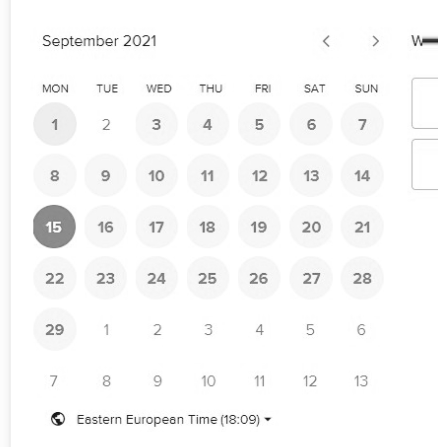 September 2021
MON TUE WED THU FRI SAT SUN
1 2 3 4 5 6 7
8 9 10 11 12 13 14
15 16 17 18 19 20 21
22 23 24 25 26 27 28
29 1 2 3 4 5 6
7 8 9 10 11 12 13
Eastern European Time (18:09)